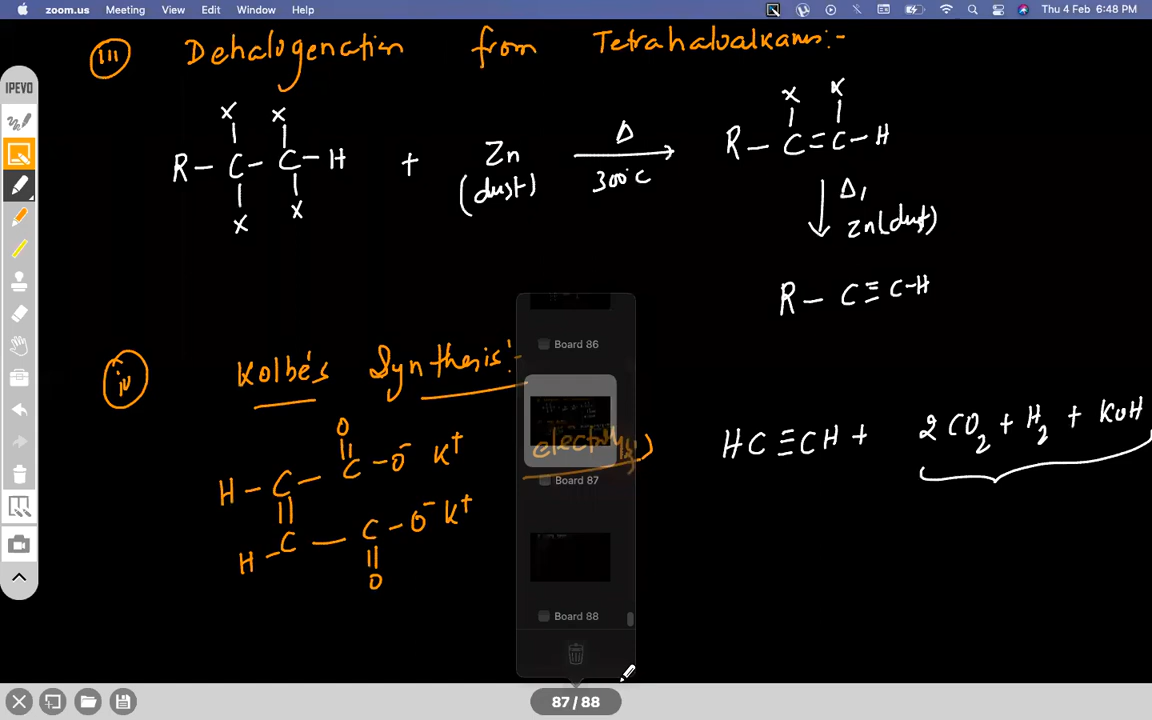 zoom.us Meeting View Edit Window Help Thu 4 Feb 6:48 PM
IPEVO
iii Dehalogenation from Tetrahaloalkanes:-
X X X X
R – C – C – H + Zn Δ R – C = C – H
(dust) 300°C
X X Δ,
Zn(dust)
R – C ≡ C – H
Board 86
iv Kolbe's Synthesis:-
O
H – C – C – O⁻ K⁺ HC ≡ CH + 2 CO₂ + H₂ + KOH
Board 87
H – C – C – O⁻ K⁺
O
Board 88
87 / 88